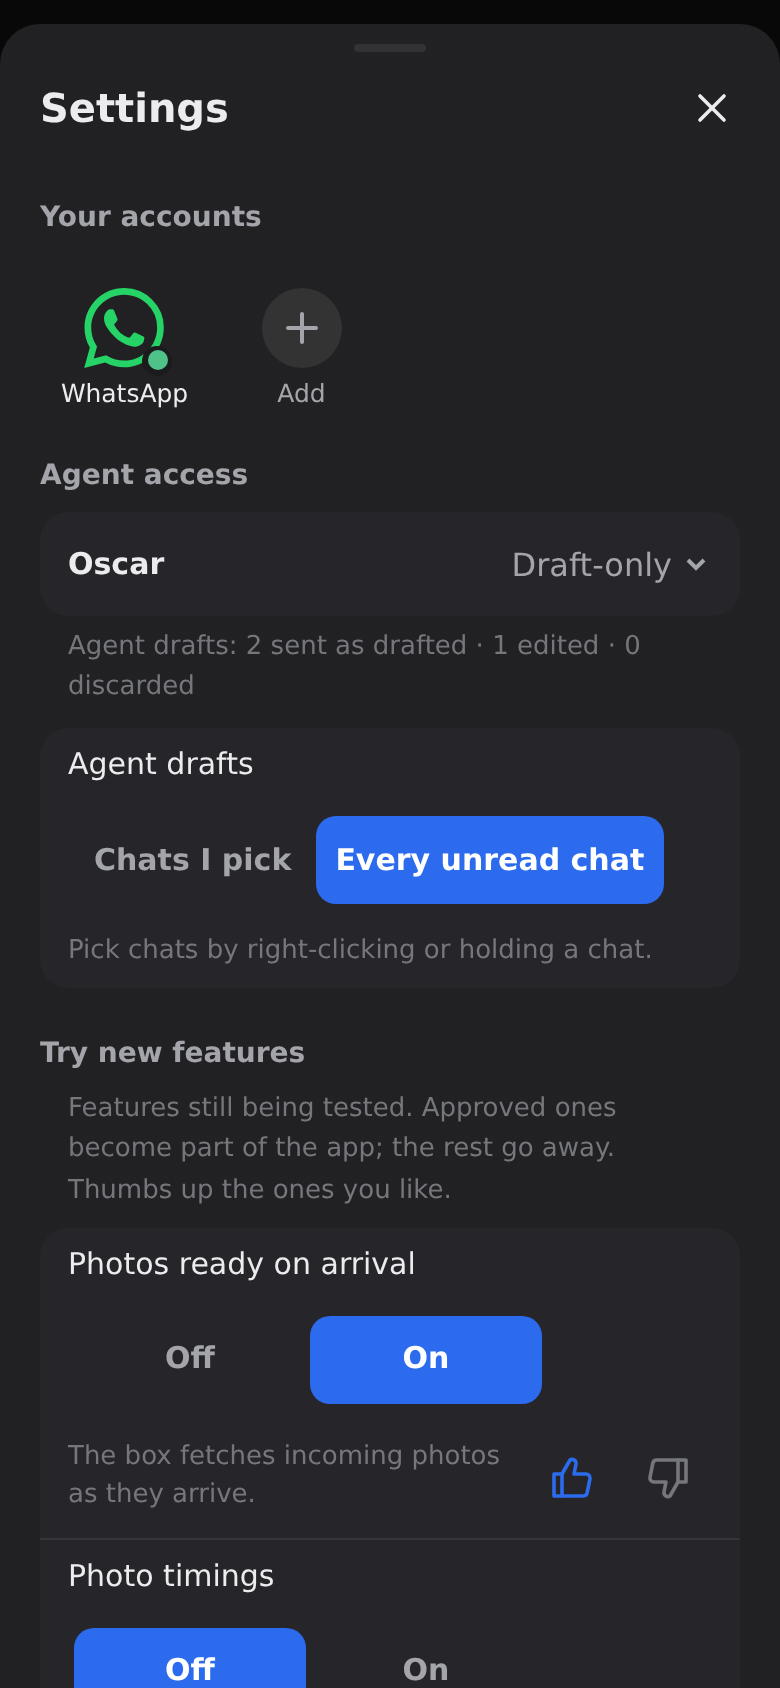 Settings
Your accounts
WhatsApp
Add
Agent access
Oscar
Draft-only
Agent drafts: 2 sent as drafted · 1 edited · 0
discarded
Agent drafts
Chats I pick
Every unread chat
Pick chats by right-clicking or holding a chat.
Try new features
Features still being tested. Approved ones
become part of the app; the rest go away.
Thumbs up the ones you like.
Photos ready on arrival
Off
On
The box fetches incoming photos
as they arrive.
Photo timings
Off
On